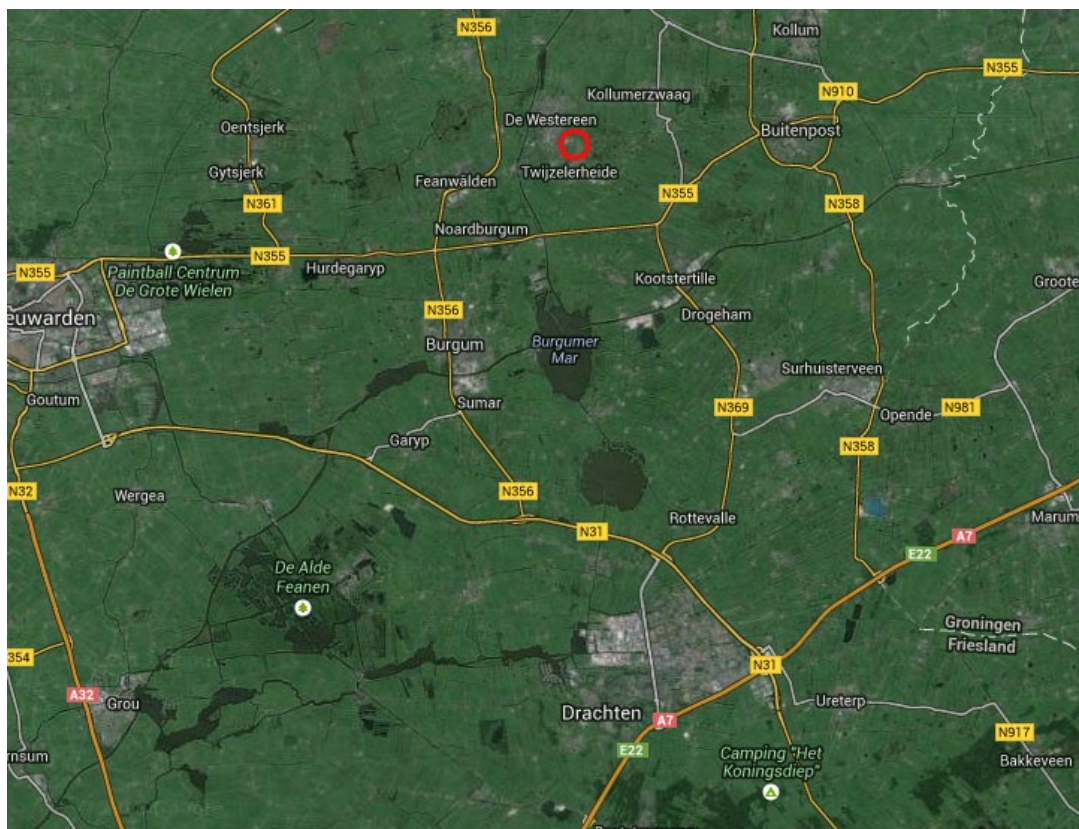 N356
Kollum
N355
Kollumerzwaag
N910
De Westereen
Oentsjerk
Buitenpost
Gytsjerk
Twijzelerheide
Feanwâlden
N355
N361
N358
Noardburgum
N355
N355
Hurdegaryp
Paintball Centrum
De Grote Wielen
Kootstertille
Groote
N356
Drogeham
euwarden
Burgum
Burgumer
Mar
Surhuisterveen
Goutum
Sumar
N369
N981
Opende
Garyp
N358
N32
Wergea
N356
Rottevalle
Marum
N31
A7
E22
De Alde
Feanen
Groningen
Friesland
354
N31
A32
Grou
Drachten
Ureterp
A7
N917
E22
rnsum
Camping "Het
Koningsdiep"
Bakkeveen